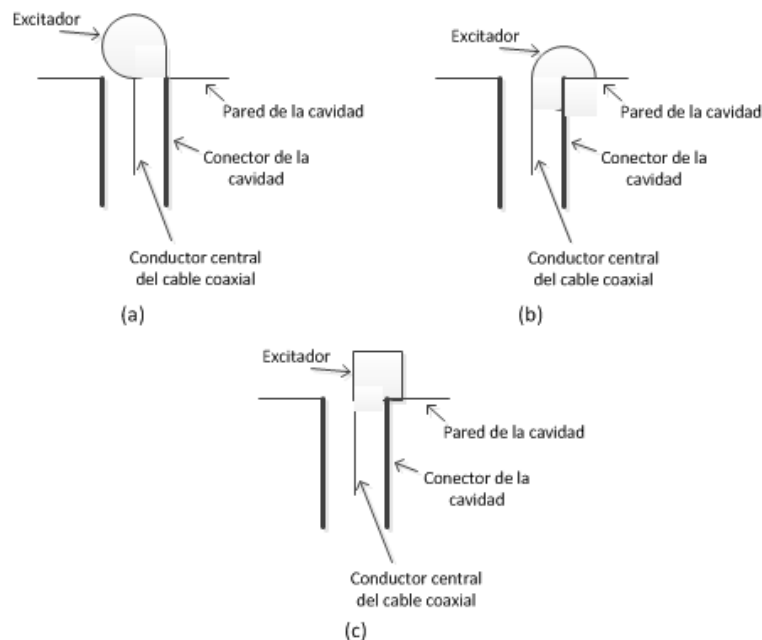 Excitador
Pared de la cavidad
Conector de la
cavidad
Conductor central
del cable coaxial
(a)
Excitador
Pared de la cavidad
Conector de la
cavidad
Conductor central
del cable coaxial
(b)
Excitador
Pared de la cavidad
Conector de la
cavidad
Conductor central
del cable coaxial
(c)